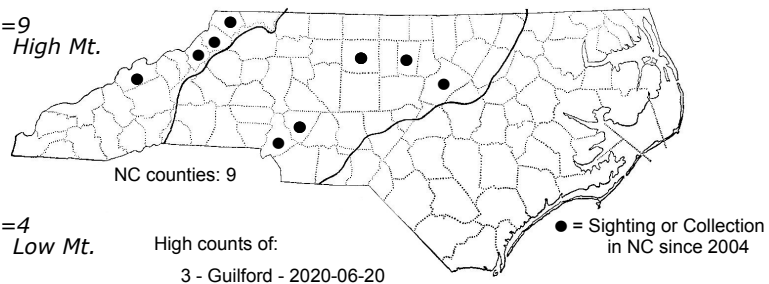 =9
High Mt.
NC counties: 9
=4
Low Mt.
High counts of:
3 - Guilford - 2020-06-20
● = Sighting or Collection
in NC since 2004